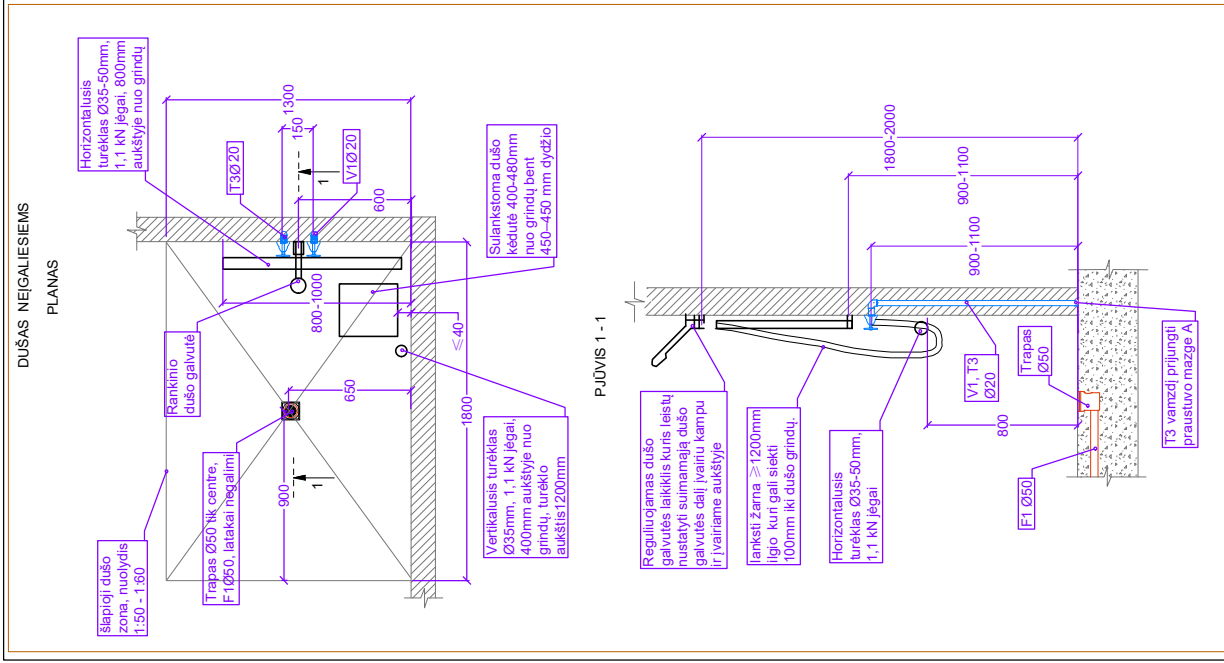 DUŠAS NEĮGALIESIEMS
PLANAS
Horizontalusis
turėklas Ø35-50mm,
1,1 kN jėgai, 800mm
aukštyje nuo grindų
1300
150
T3Ø20
V1Ø20
1
600
Sulankstoma dušo
kėdutė 400-480mm
nuo grindų bent
450–450 mm dydžio
Rankinio
dušo galvutė
800-1000
≤40
650
1800
900
1
šlapioji dušo
zona, nuolydis
1:50 - 1:60
Trapas Ø50 tik centre,
F1Ø50, latakai negalimi
Vertikalusis turėklas
Ø35mm, 1,1 kN jėgai,
400mm aukštyje nuo
grindų, turėklo
aukštis1200mm
PJŪVIS 1 - 1
1800-2000
900-1100
900-1100
800
Reguliuojamas dušo
galvutės laikiklis kuris leistų
nustatyti suimamąją dušo
galvutės dalį įvairiu kampu
ir įvairiame aukštyje
lanksti žarna ≥1200mm
ilgio kuri gali siekti
100mm iki dušo grindų.
Horizontalusis
turėklas Ø35-50mm,
1,1 kN jėgai
V1, T3
Ø20
Trapas
Ø50
F1 Ø50
T3 vamzdį prijungti
praustuvo mazge A